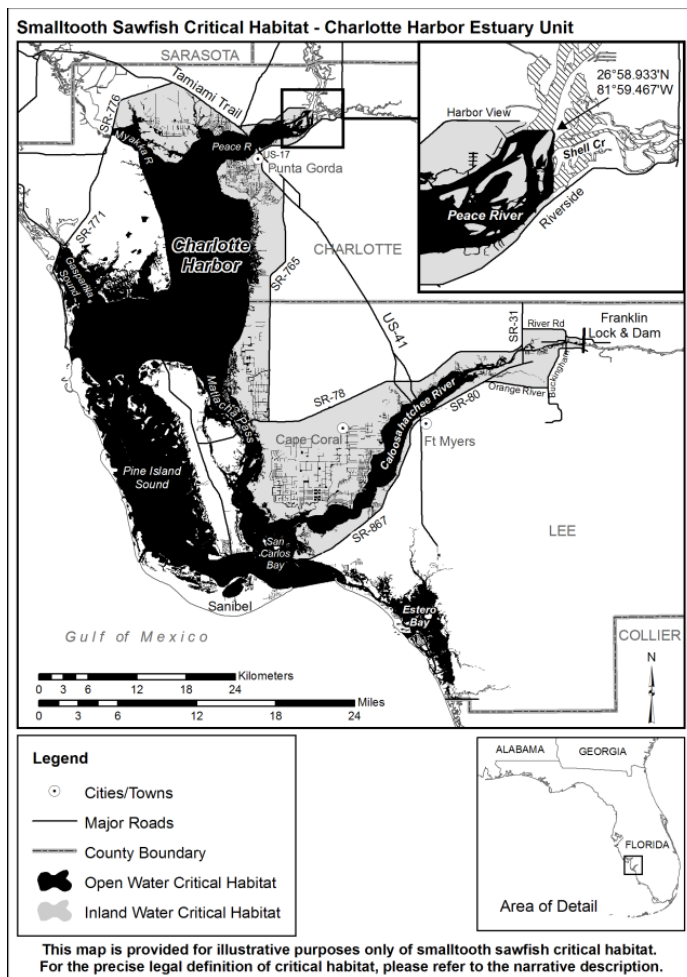 Smalltooth Sawfish Critical Habitat - Charlotte Harbor Estuary Unit
SARASOTA
Tamiami Trail
SR-776
Myakka R
Peace R
US-17
Punta Gorda
26°58.933'N
81°59.467'W
Harbor View
Shell Cr
Peace River
Riverside
SR-771
Gaspanila
Sound
Charlotte
Harbor
CHARLOTTE
SR-765
US-41
SR-31
River Rd
Franklin
Lock & Dam
Buckingham
Orange River
SR-80
SR-78
Matlacha Pass
Caloosahatchee River
Cape Coral
Ft Myers
Pine Island
Sound
SR-867
San
Carlos
Bay
LEE
Sanibel
Estero
Bay
Gulf of Mexico
COLLIER
N
Kilometers
0 3 6 12 18 24
Miles
0 3 6 12 18 24
Legend
Cities/Towns
Major Roads
County Boundary
Open Water Critical Habitat
Inland Water Critical Habitat
ALABAMA
GEORGIA
FLORIDA
Area of Detail
This map is provided for illustrative purposes only of smalltooth sawfish critical habitat.
For the precise legal definition of critical habitat, please refer to the narrative description.